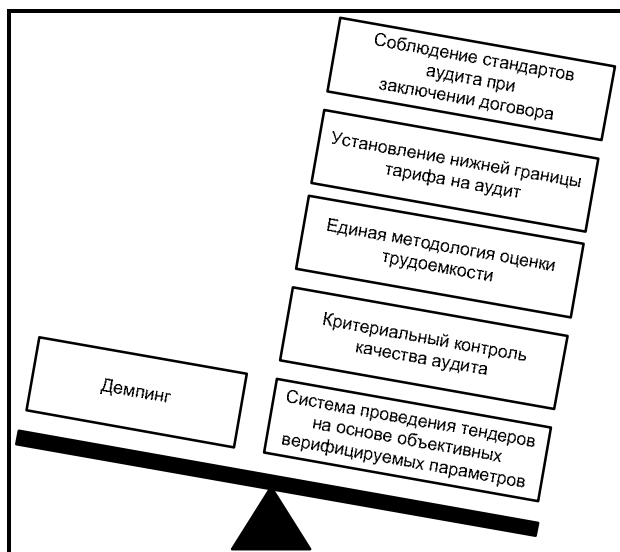 Соблюдение стандартов
аудита при
заключении договора
Установление нижней границы
тарифа на аудит
Единая методология оценки
трудоемкости
Критериальный контроль
качества аудита
Демпинг
Система проведения тендеров
на основе объективных
верифицируемых параметров